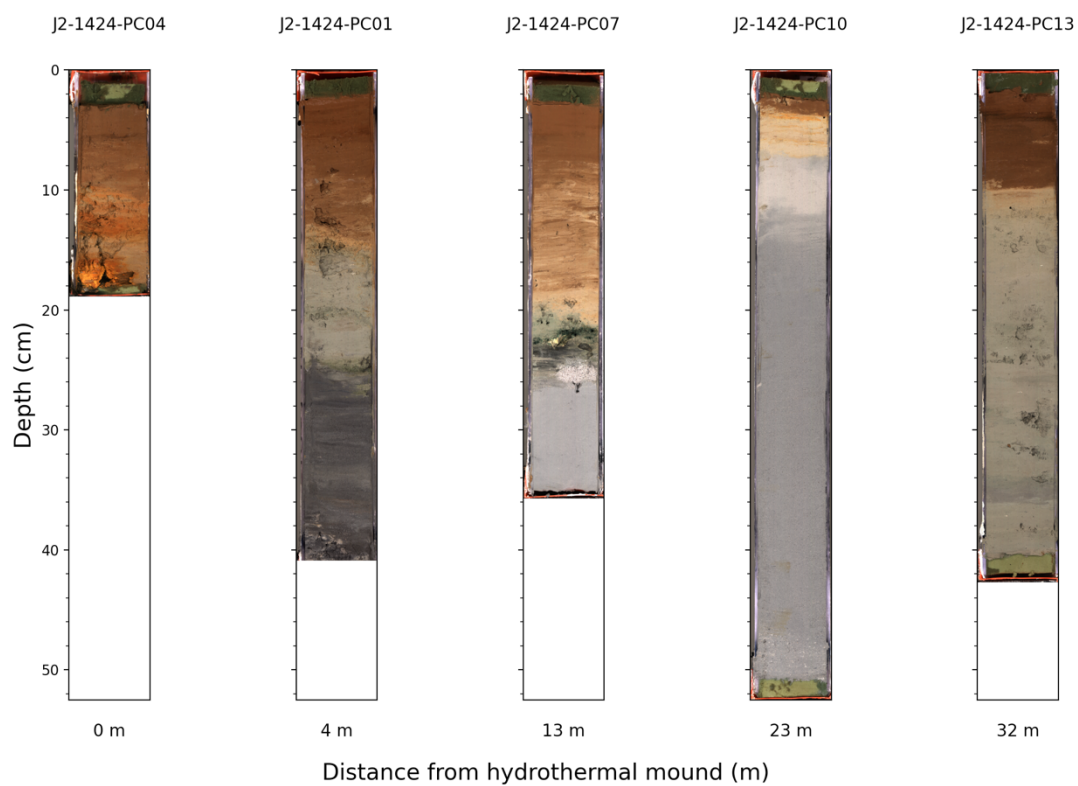 J2-1424-PC04 J2-1424-PC01 J2-1424-PC07 J2-1424-PC10 J2-1424-PC13
0
10
20
30
40
50
Depth (cm)
0 m 4 m 13 m 23 m 32 m
Distance from hydrothermal mound (m)